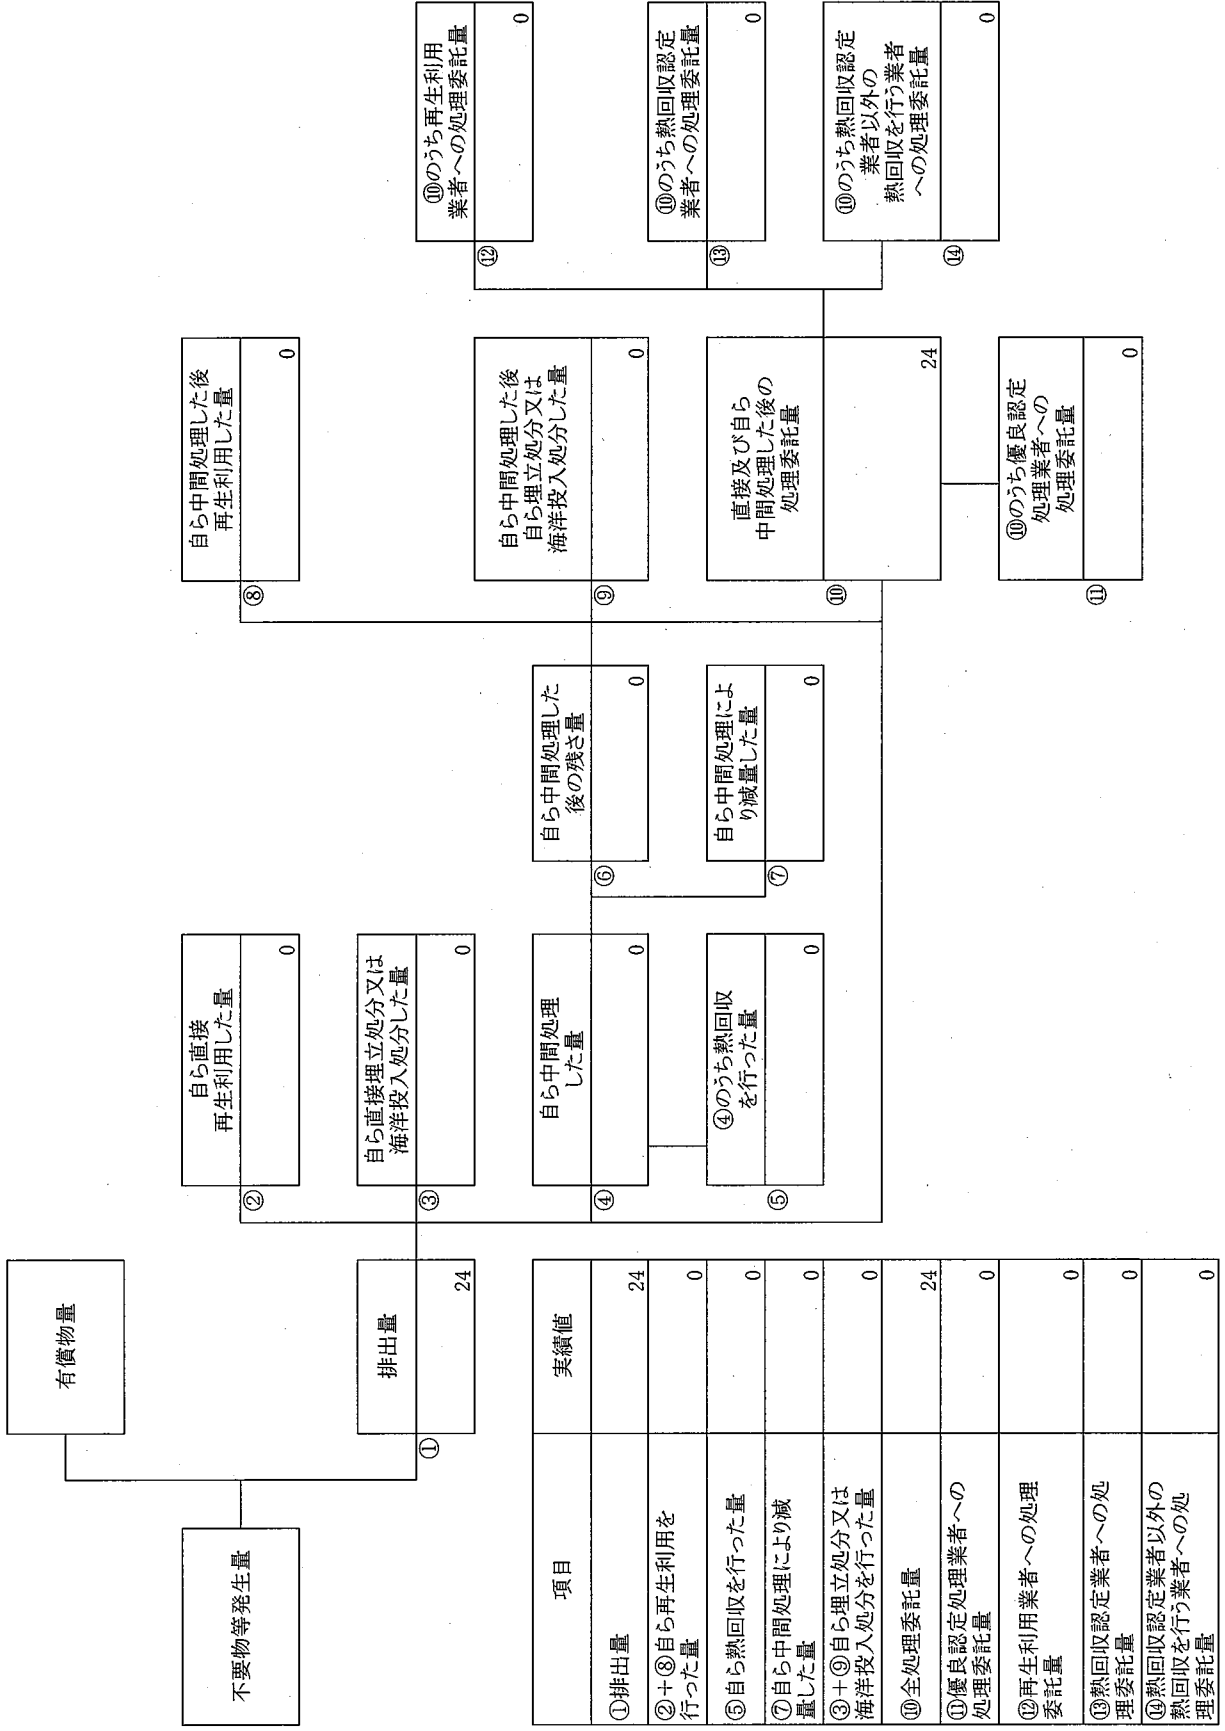 有償物量
不要物等発生量
排出量
①
24
自ら直接
再生利用した量
②
0
自ら直接埋立処分又は
海洋投入処分した量
③
0
自ら中間処理
した量
④
0
④のうち熱回収
を行った量
⑤
0
自ら中間処理した
後の残さ量
⑥
0
自ら中間処理によ
り減量した量
⑦
0
自ら中間処理した後
再生利用した量
⑧
0
自ら中間処理した後
自ら埋立処分又は
海洋投入処分した量
⑨
0
直接及び自ら
中間処理した後の
処理委託量
⑩
24
⑩のうち優良認定
処理業者への
処理委託量
⑪
0
⑩のうち再生利用
業者への処理委託量
⑫
0
⑩のうち熱回収認定
業者への処理委託量
⑬
0
⑩のうち熱回収認定
業者以外の
熱回収を行う業者
への処理委託量
⑭
0
項目 実績値
①排出量 24
②+⑧自ら再生利用を
行った量 0
⑤自ら熱回収を行った量 0
⑦自ら中間処理により減
量した量 0
③+⑨自ら埋立処分又は
海洋投入処分を行った量 0
⑩全処理委託量 24
⑪優良認定処理業者への
処理委託量 0
⑫再生利用業者への処理
委託量 0
⑬熱回収認定業者への処
理委託量 0
⑭熱回収認定業者以外の
熱回収を行う業者への処
理委託量 0